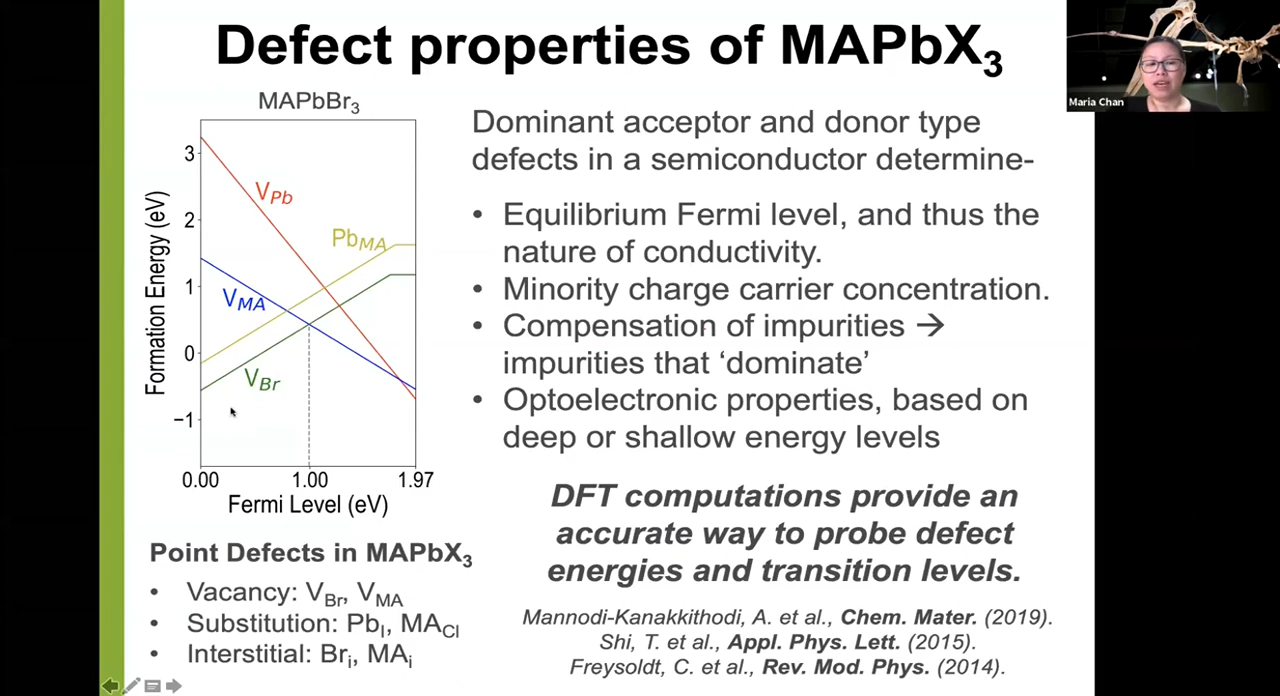 Defect properties of MAPbX3
Maria Chan
MAPbBr3
3
2
1
0
−1
Formation Energy (eV)
VPb
PbMA
VMA
VBr
0.00 1.00 1.97
Fermi Level (eV)
Dominant acceptor and donor type
defects in a semiconductor determine-
• Equilibrium Fermi level, and thus the
nature of conductivity.
• Minority charge carrier concentration.
• Compensation of impurities →
impurities that ‘dominate’
• Optoelectronic properties, based on
deep or shallow energy levels
DFT computations provide an
accurate way to probe defect
energies and transition levels.
Point Defects in MAPbX3
• Vacancy: VBr, VMA
• Substitution: PbI, MACl
• Interstitial: Bri, MAi
Mannodi-Kanakkithodi, A. et al., Chem. Mater. (2019).
Shi, T. et al., Appl. Phys. Lett. (2015).
Freysoldt, C. et al., Rev. Mod. Phys. (2014).